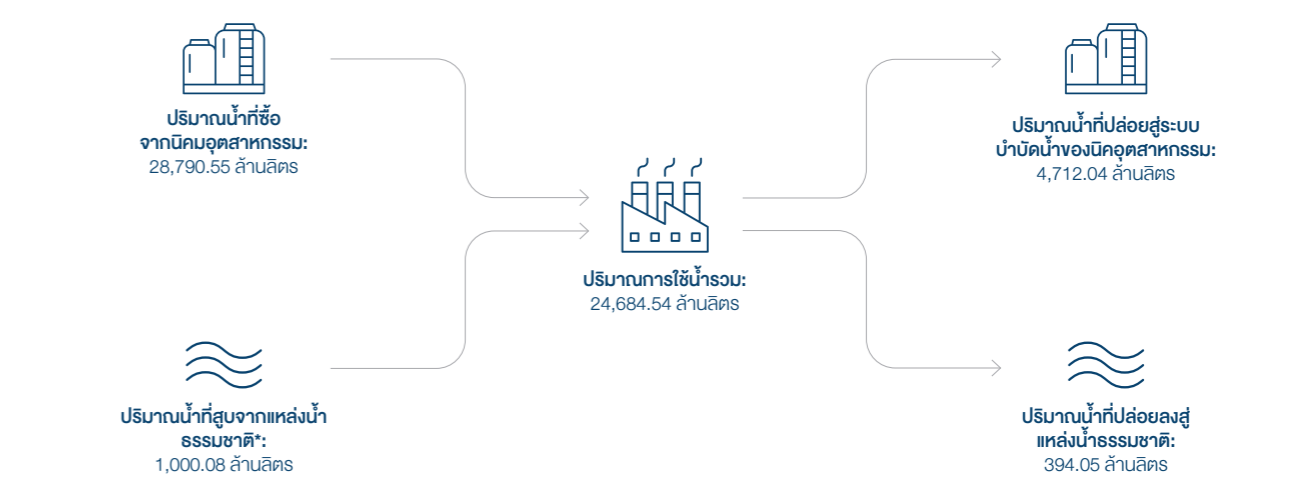 ปริมาณน้ำที่ซื้อ
จากนิคมอุตสาหกรรม:
28,790.55 ล้านลิตร
ปริมาณน้ำที่สูบจากแหล่งน้ำ
ธรรมชาติ*:
1,000.08 ล้านลิตร
ปริมาณการใช้น้ำรวม:
24,684.54 ล้านลิตร
ปริมาณน้ำที่ปล่อยสู่ระบบ
บำบัดน้ำของนิคอุตสาหกรรม:
4,712.04 ล้านลิตร
ปริมาณน้ำที่ปล่อยลงสู่
แหล่งน้ำธรรมชาติ:
394.05 ล้านลิตร